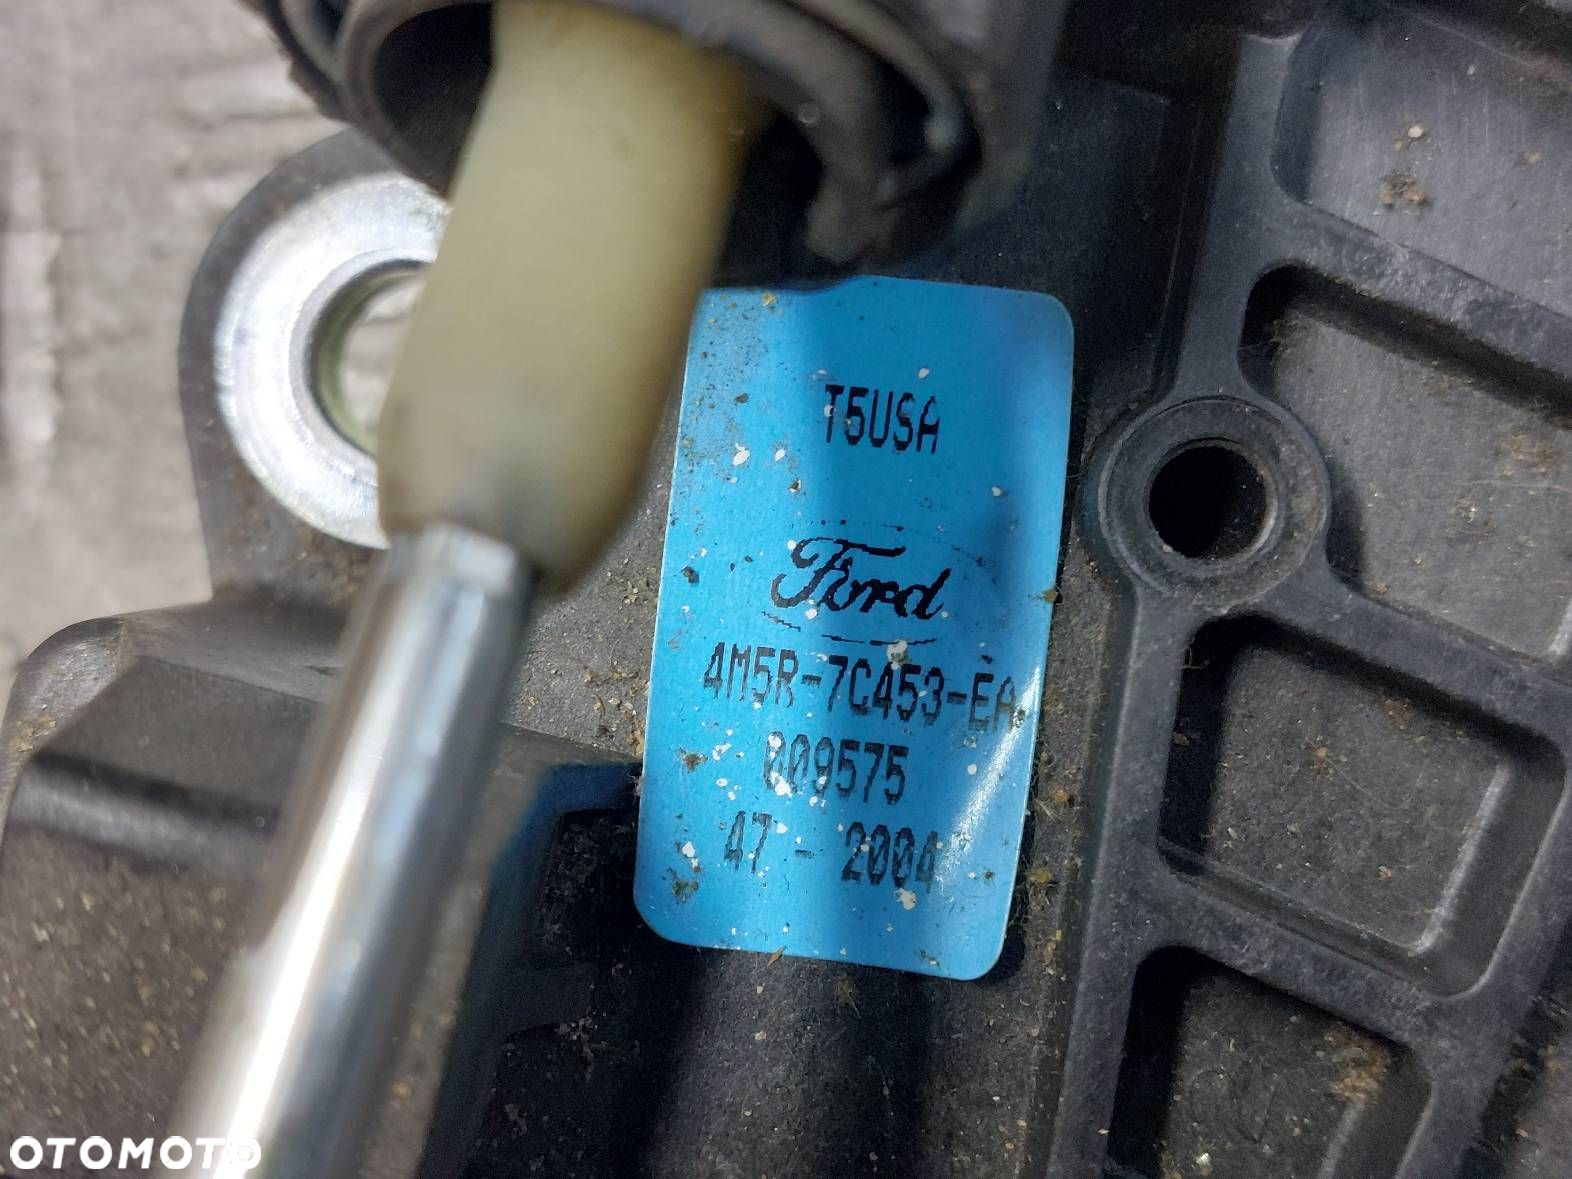 T5USA
Ford
4M5R-7C453-EA
009575
47 - 2004
OTOMOTO